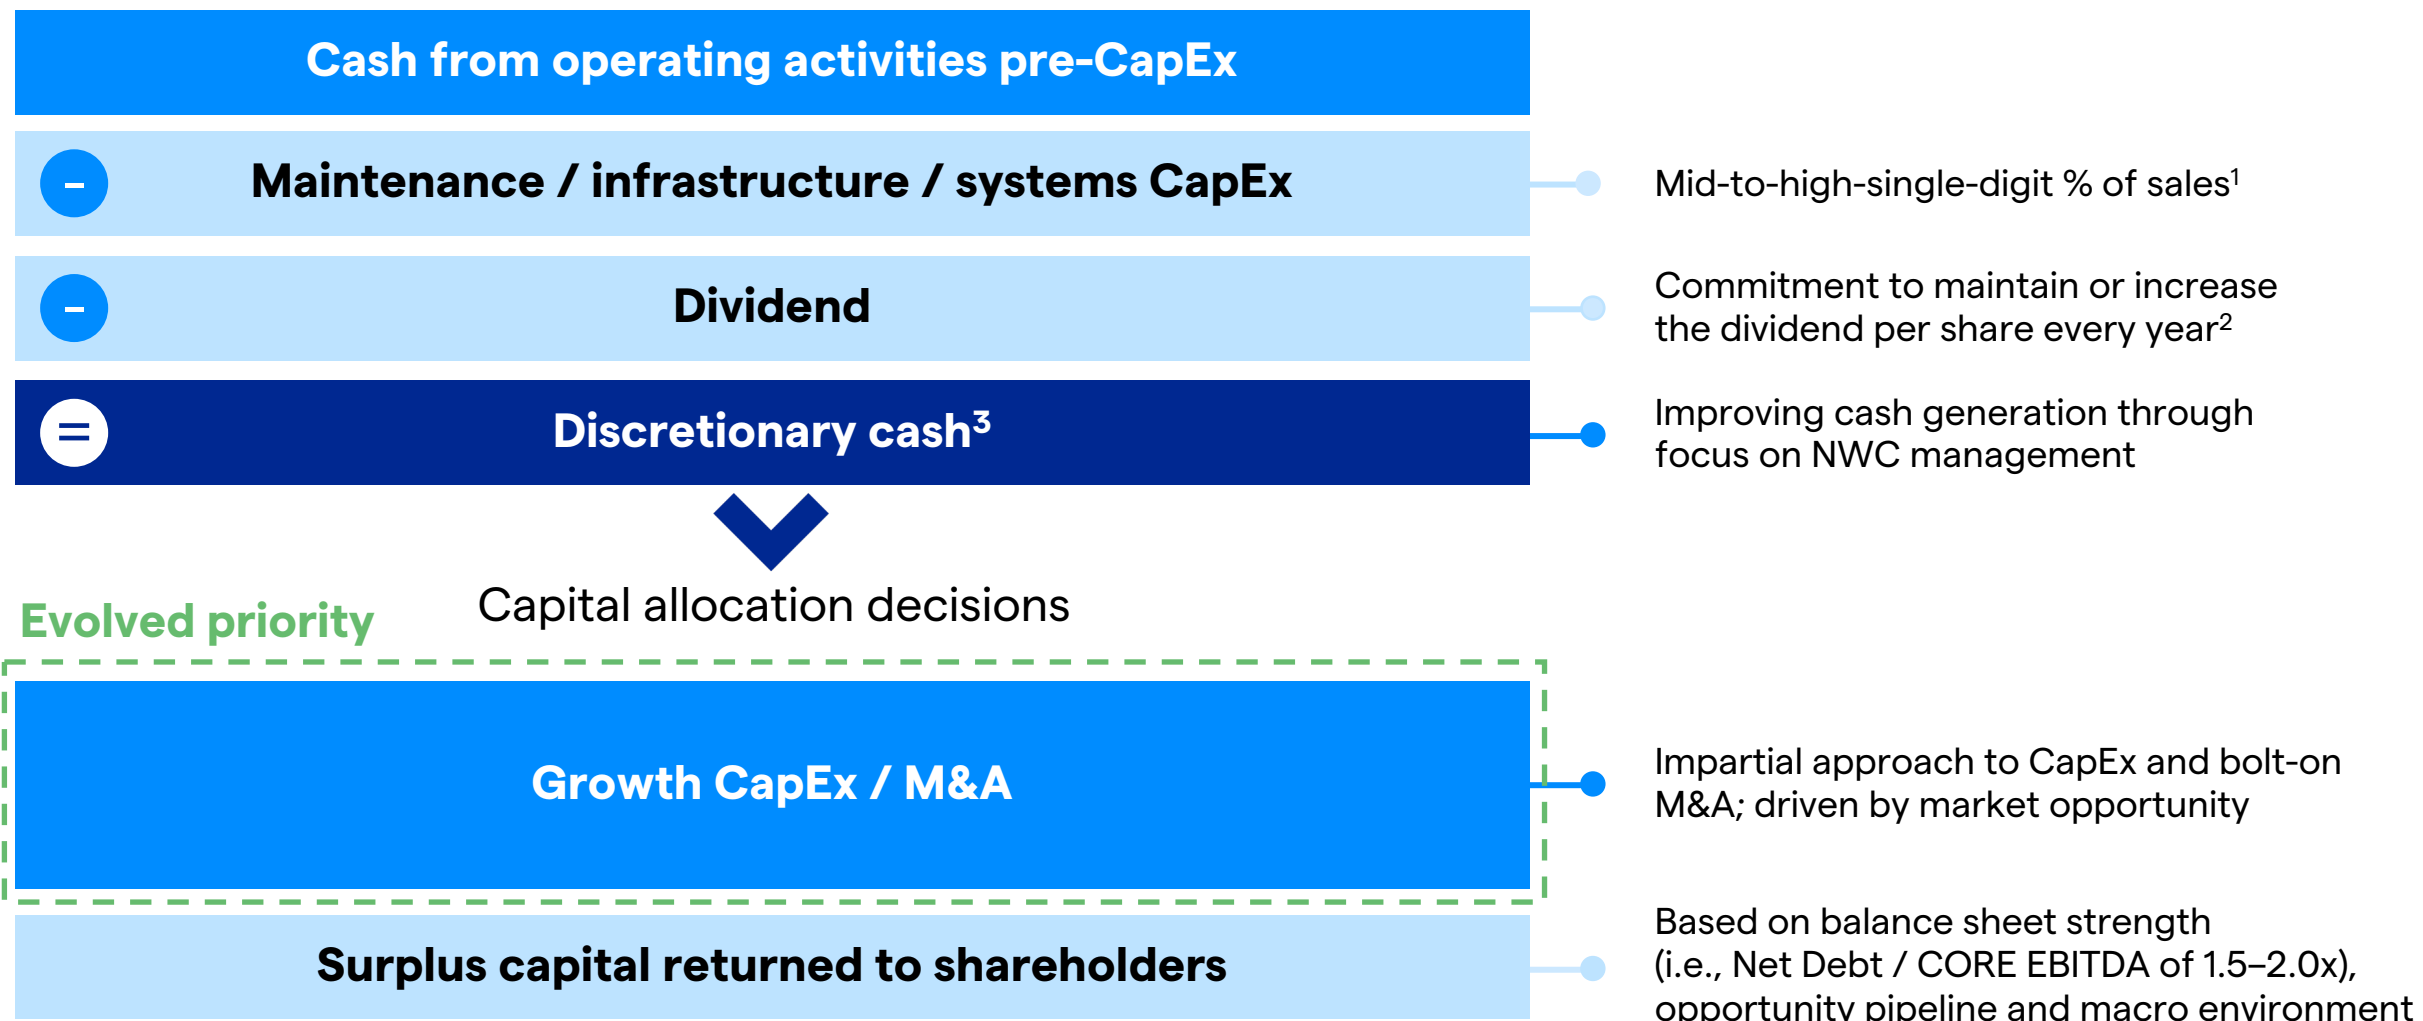 Cash from operating activities pre-CapEx
- Maintenance / infrastructure / systems CapEx
Mid-to-high-single-digit % of sales¹
- Dividend
Commitment to maintain or increase
the dividend per share every year²
= Discretionary cash³
Improving cash generation through
focus on NWC management
Capital allocation decisions
Evolved priority
Growth CapEx / M&A
Impartial approach to CapEx and bolt-on
M&A; driven by market opportunity
Surplus capital returned to shareholders
Based on balance sheet strength
(i.e., Net Debt / CORE EBITDA of 1.5–2.0x),
opportunity pipeline and macro environment